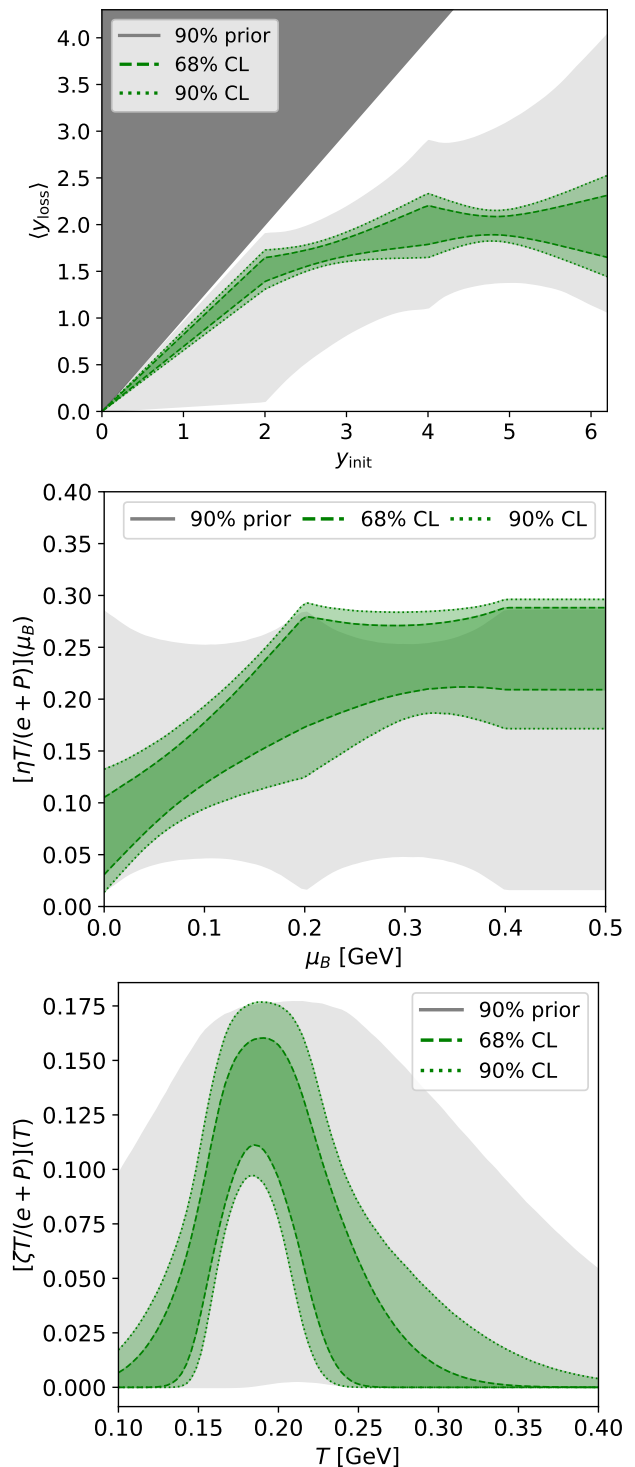 4.0
3.5
3.0
2.5
2.0
1.5
1.0
0.5
0.0
⟨y_loss⟩
90% prior
68% CL
90% CL
0 1 2 3 4 5 6
y_init
0.40
0.35
0.30
0.25
0.20
0.15
0.10
0.05
0.00
[ηT/(e + P)](μ_B)
90% prior 68% CL 90% CL
0.0 0.1 0.2 0.3 0.4 0.5
μ_B [GeV]
0.175
0.150
0.125
0.100
0.075
0.050
0.025
0.000
[ζT/(e + P)](T)
90% prior
68% CL
90% CL
0.10 0.15 0.20 0.25 0.30 0.35 0.40
T [GeV]